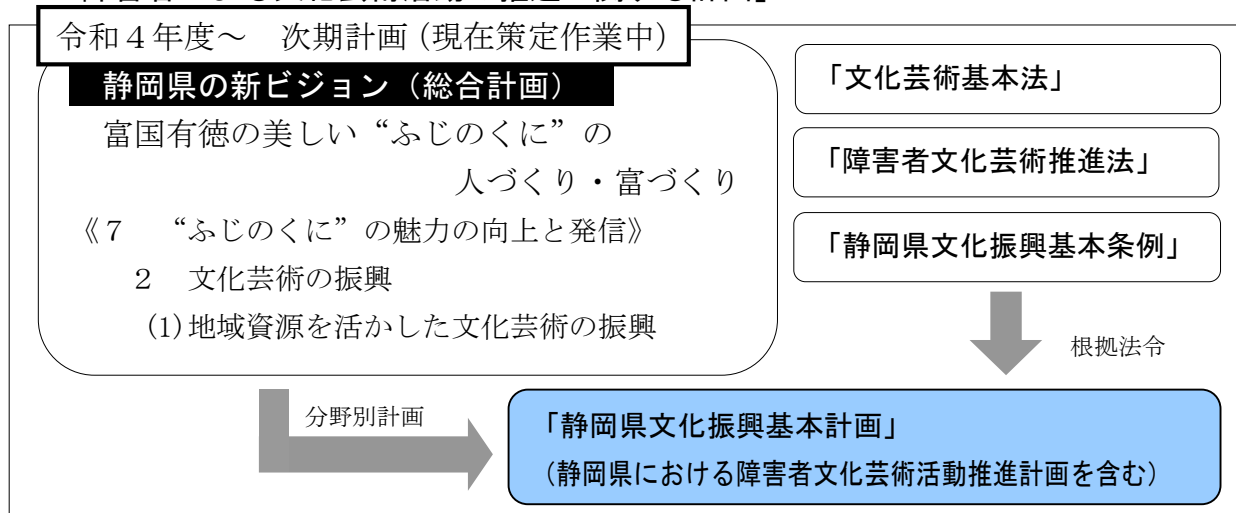 令和４年度～　次期計画（現在策定作業中）
静岡県の新ビジョン（総合計画）
富国有徳の美しい“ふじのくに”の
人づくり・富づくり
《７　“ふじのくに”の魅力の向上と発信》
２　文化芸術の振興
(1)地域資源を活かした文化芸術の振興
「文化芸術基本法」
「障害者文化芸術推進法」
「静岡県文化振興基本条例」
根拠法令
分野別計画
「静岡県文化振興基本計画」
（静岡県における障害者文化芸術活動推進計画を含む）